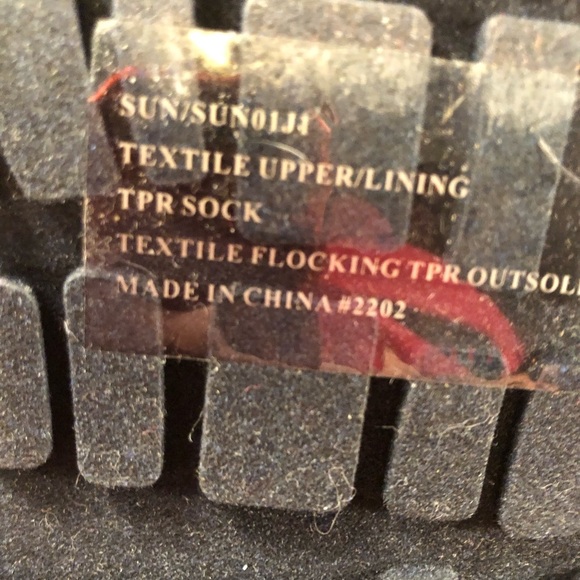 SUN/SUN01J1
TEXTILE UPPER/LINING
TPR SOCK
TEXTILE FLOCKING TPR OUTSOL
MADE IN CHINA #2202